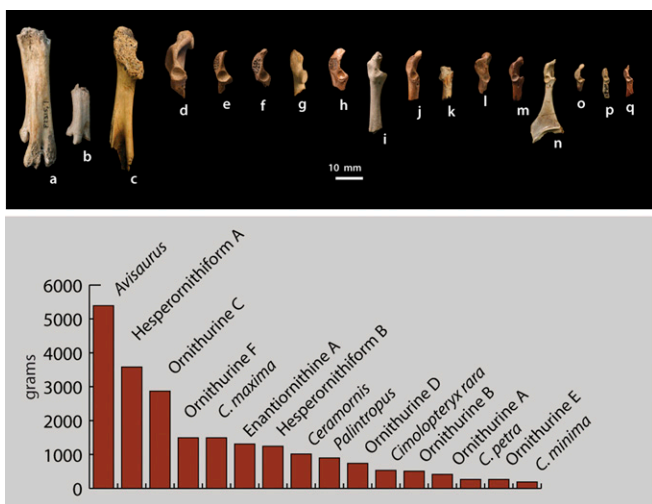 a
b
c
d
e
f
g
h
i
j
k
l
m
n
o
p
q
10 mm
grams
6000
5000
4000
3000
2000
1000
0
Avisaurus
Hesperornithiform A
Ornithurine C
Ornithurine F
C. maxima
Enantiornithine A
Hesperornithiform B
Ceramornis
Palintropus
Ornithurine D
Cimolopteryx rara
Ornithurine B
Ornithurine A
C. petra
Ornithurine E
C. minima